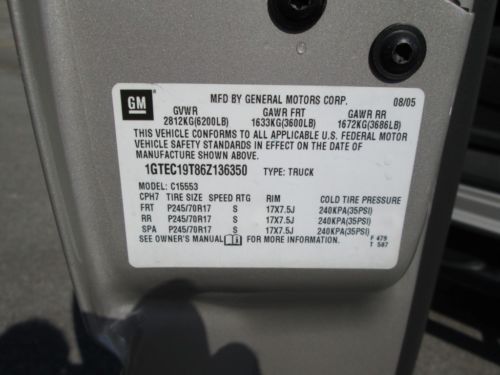 GM
MFD BY GENERAL MOTORS CORP. 08/05
GVWR GAWR FRT GAWR RR
2812KG(6200LB) 1633KG(3600LB) 1672KG(3686LB)
THIS VEHICLE CONFORMS TO ALL APPLICABLE U.S. FEDERAL MOTOR
VEHICLE SAFETY STANDARDS IN EFFECT ON THE DATE OF
MANUFACTURE SHOWN ABOVE.
1GTEC19T86Z136350 TYPE: TRUCK
MODEL: C15553
CPH7 TIRE SIZE SPEED RTG RIM COLD TIRE PRESSURE
FRT P245/70R17 S 17X7.5J 240KPA(35PSI)
RR P245/70R17 S 17X7.5J 240KPA(35PSI)
SPA P245/70R17 S 17X7.5J 240KPA(35PSI)
SEE OWNER'S MANUAL FOR MORE INFORMATION. F 479
T 587